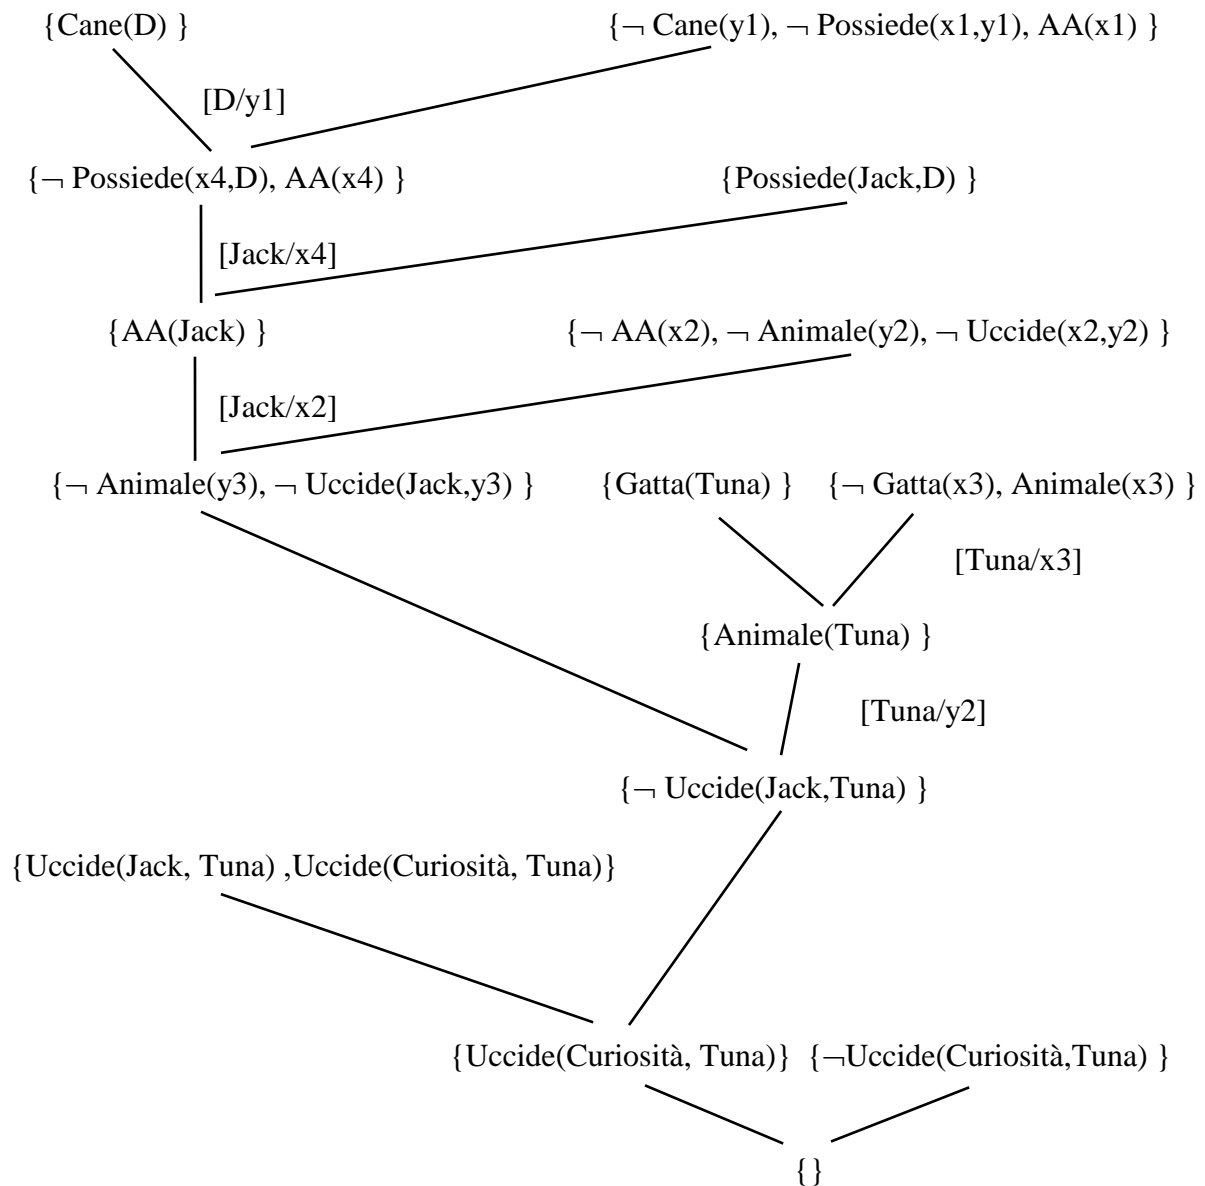 {Cane(D) } {¬ Cane(y1), ¬ Possiede(x1,y1), AA(x1) }
[D/y1]
{¬ Possiede(x4,D), AA(x4) } {Possiede(Jack,D) }
[Jack/x4]
{AA(Jack) } {¬ AA(x2), ¬ Animale(y2), ¬ Uccide(x2,y2) }
[Jack/x2]
{¬ Animale(y3), ¬ Uccide(Jack,y3) } {Gatta(Tuna) } {¬ Gatta(x3), Animale(x3) }
[Tuna/x3]
{Animale(Tuna) }
[Tuna/y2]
{¬ Uccide(Jack,Tuna) }
{Uccide(Jack, Tuna) ,Uccide(Curiosità, Tuna)}
{Uccide(Curiosità, Tuna)} {¬Uccide(Curiosità,Tuna) }
{}